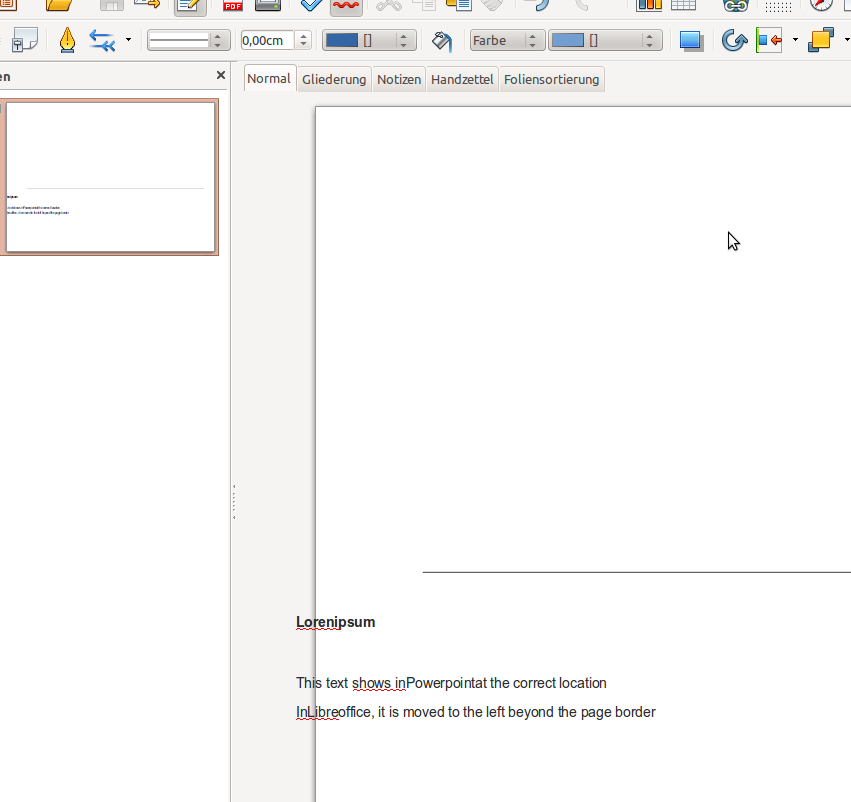 PDF
0,00cm
[]
Farbe
[]
en
Normal
Gliederung
Notizen
Handzettel
Foliensortierung
Lorenipsum
This text shows inPowerpointat the correct location
InLibreoffice, it is moved to the left beyond the page border